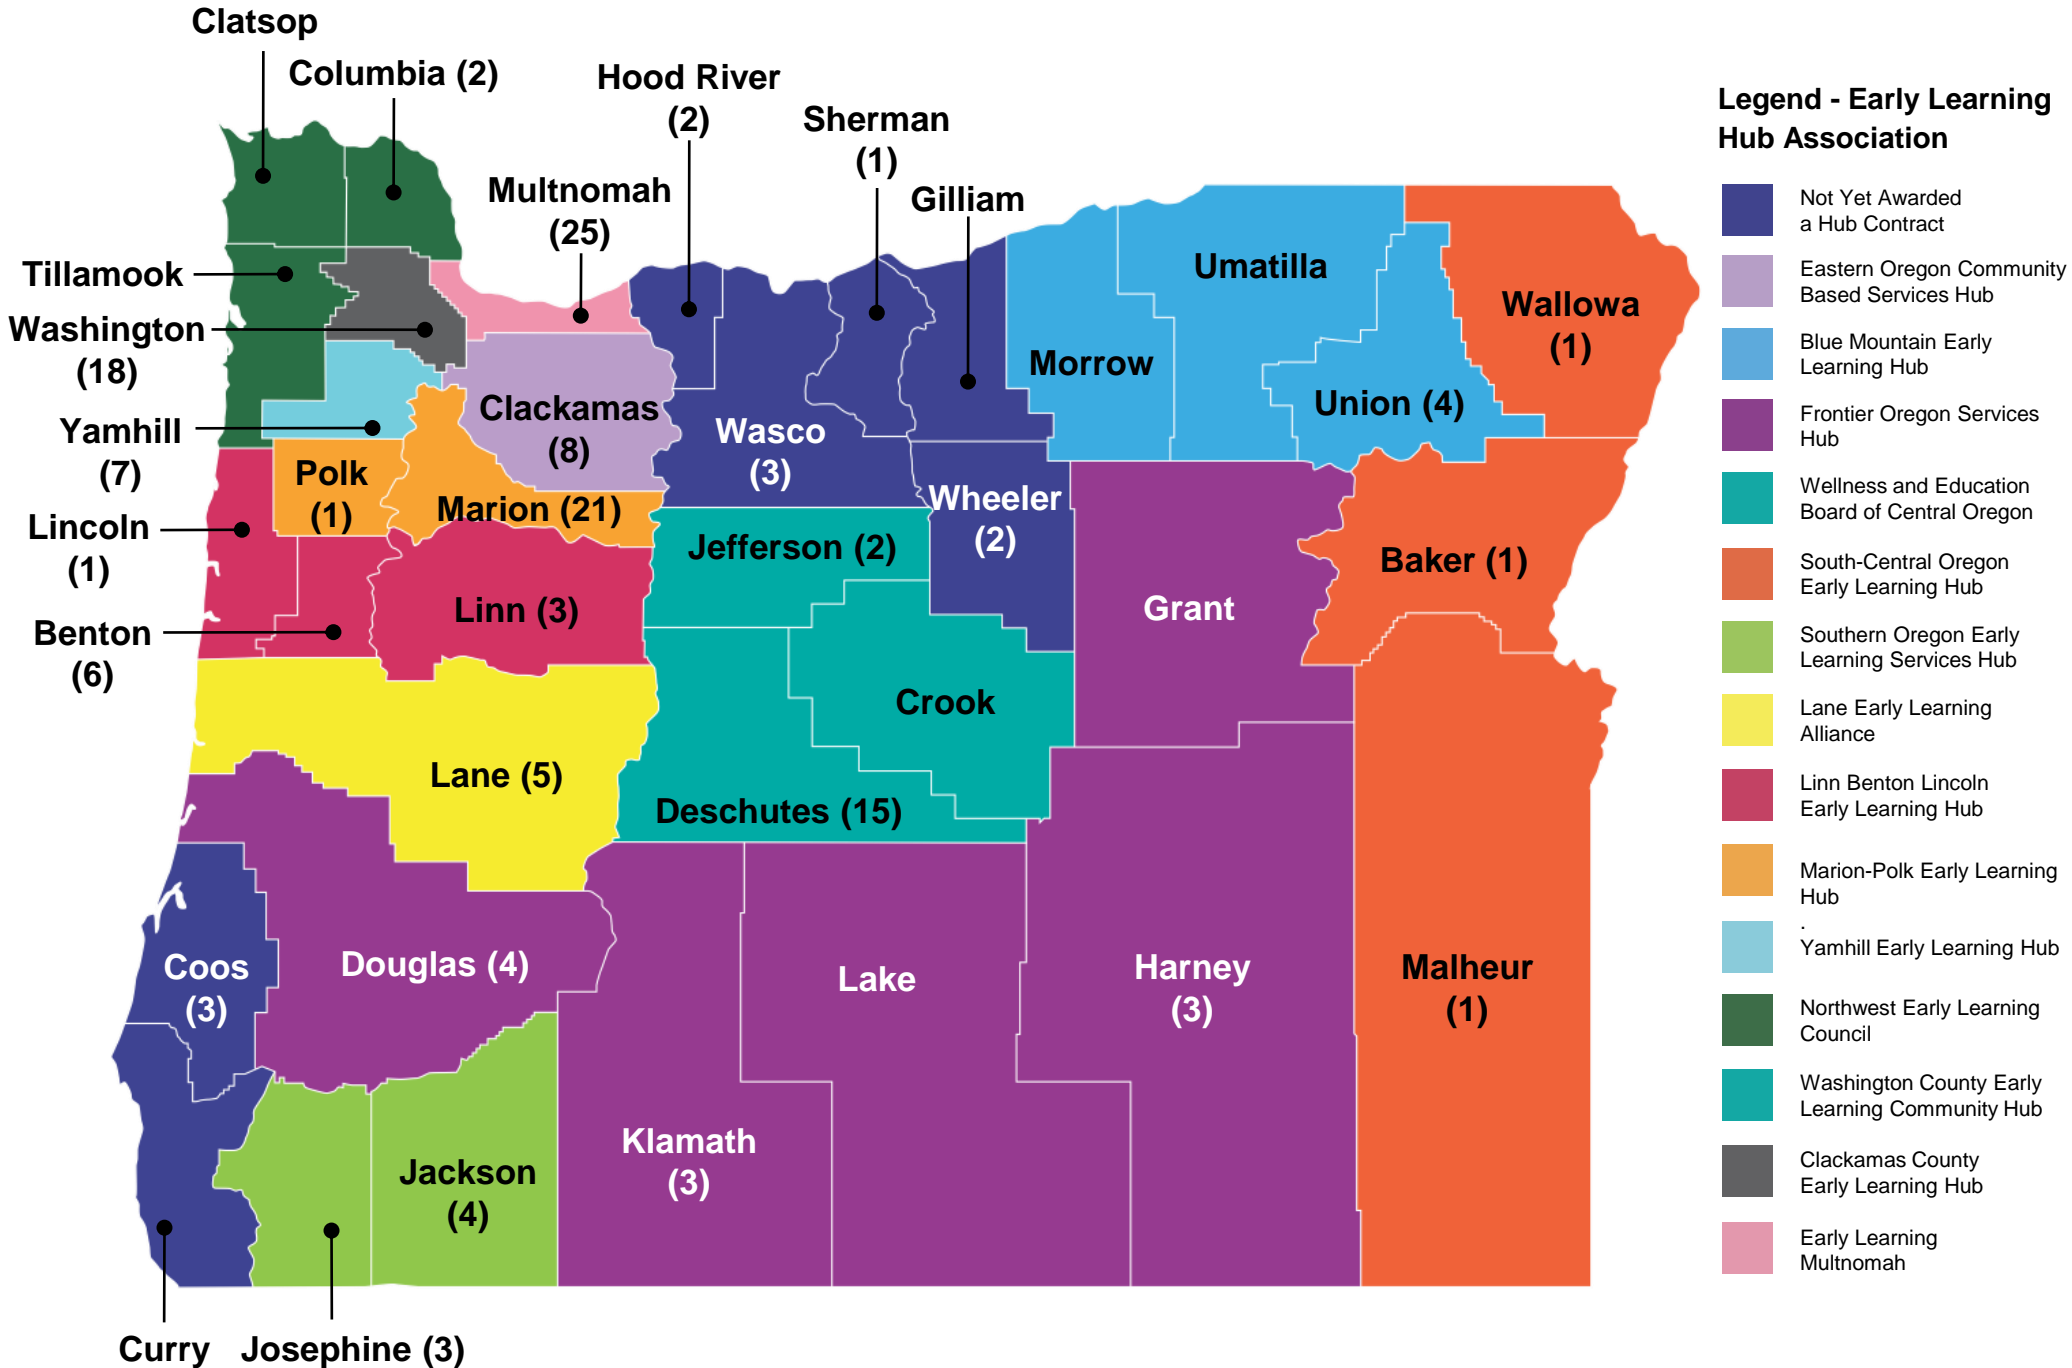 Clatsop
Columbia (2)
Hood River
(2)
Sherman
(1)
Multnomah
(25)
Gilliam
Tillamook
Washington
(18)
Yamhill
(7)
Lincoln
(1)
Benton
(6)
Umatilla
Wallowa
(1)
Morrow
Union (4)
Clackamas
(8)
Wasco
(3)
Polk
(1)
Marion (21)
Wheeler
(2)
Jefferson (2)
Baker (1)
Linn (3)
Grant
Crook
Lane (5)
Deschutes (15)
Coos
(3)
Douglas (4)
Lake
Harney
(3)
Malheur
(1)
Klamath
(3)
Jackson
(4)
Curry
Josephine (3)
Legend - Early Learning
Hub Association
Not Yet Awarded
a Hub Contract
Eastern Oregon Community
Based Services Hub
Blue Mountain Early
Learning Hub
Frontier Oregon Services
Hub
Wellness and Education
Board of Central Oregon
South-Central Oregon
Early Learning Hub
Southern Oregon Early
Learning Services Hub
Lane Early Learning
Alliance
Linn Benton Lincoln
Early Learning Hub
Marion-Polk Early Learning
Hub
.
Yamhill Early Learning Hub
Northwest Early Learning
Council
Washington County Early
Learning Community Hub
Clackamas County
Early Learning Hub
Early Learning
Multnomah